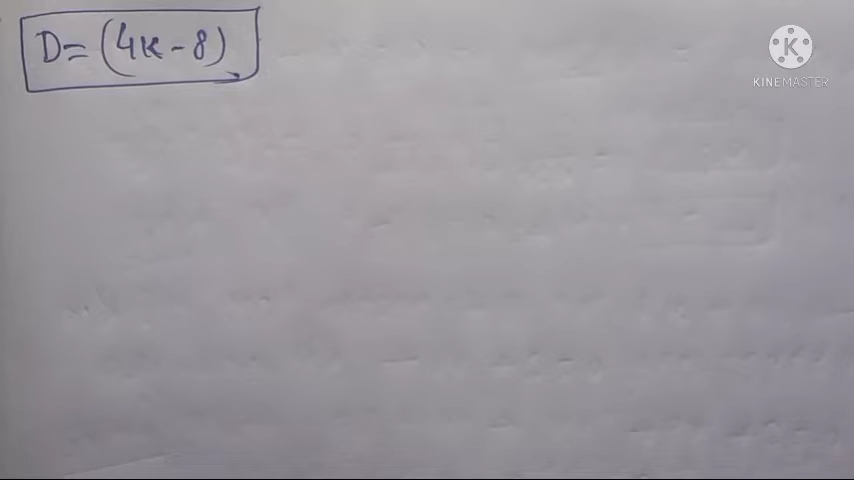 D = (4k - 8)
K
KINEMASTER